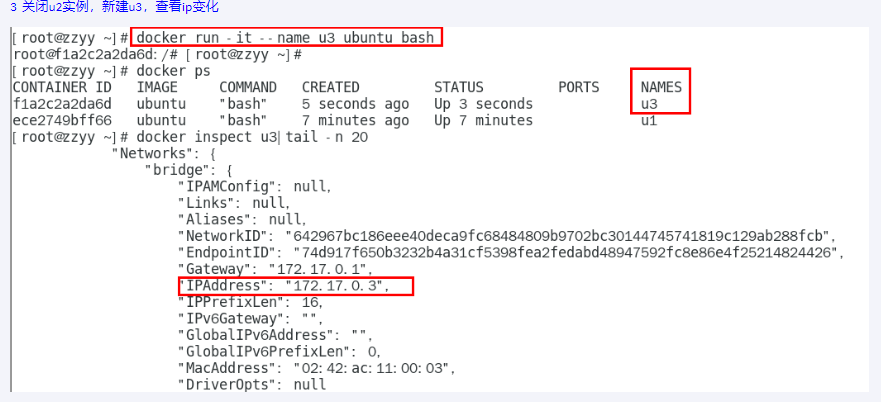 3 关闭u2实例，新建u3，查看ip变化
[root@zzyy ~]# docker run -it --name u3 ubuntu bash
root@f1a2c2a2da6d:/# [root@zzyy ~]#
[root@zzyy ~]# docker ps
CONTAINER ID   IMAGE     COMMAND   CREATED          STATUS         PORTS     NAMES
f1a2c2a2da6d   ubuntu    "bash"    5 seconds ago    Up 3 seconds             u3
ece2749bff66   ubuntu    "bash"    7 minutes ago    Up 7 minutes             u1
[root@zzyy ~]# docker inspect u3|tail -n 20
            "Networks": {
                "bridge": {
                    "IPAMConfig": null,
                    "Links": null,
                    "Aliases": null,
                    "NetworkID": "642967bc186eee40deca9fc68484809b9702bc30144745741819c129ab288fcb",
                    "EndpointID": "74d917f650b3232b4a31cf5398fea2fedabd48947592fc8e86e4f25214824426",
                    "Gateway": "172.17.0.1",
                    "IPAddress": "172.17.0.3",
                    "IPPrefixLen": 16,
                    "IPv6Gateway": "",
                    "GlobalIPv6Address": "",
                    "GlobalIPv6PrefixLen": 0,
                    "MacAddress": "02:42:ac:11:00:03",
                    "DriverOpts": null